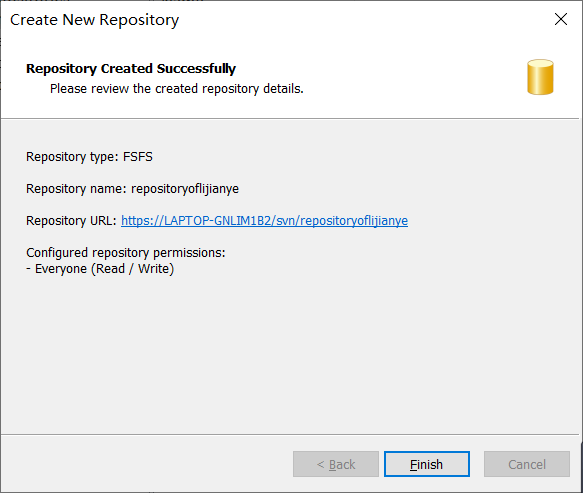 Create New Repository
Repository Created Successfully
Please review the created repository details.
Repository type: FSFS
Repository name: repositoryoflijianye
Repository URL: https://LAPTOP-GNLIM1B2/svn/repositoryoflijianye
Configured repository permissions:
- Everyone (Read / Write)
< Back
Finish
Cancel